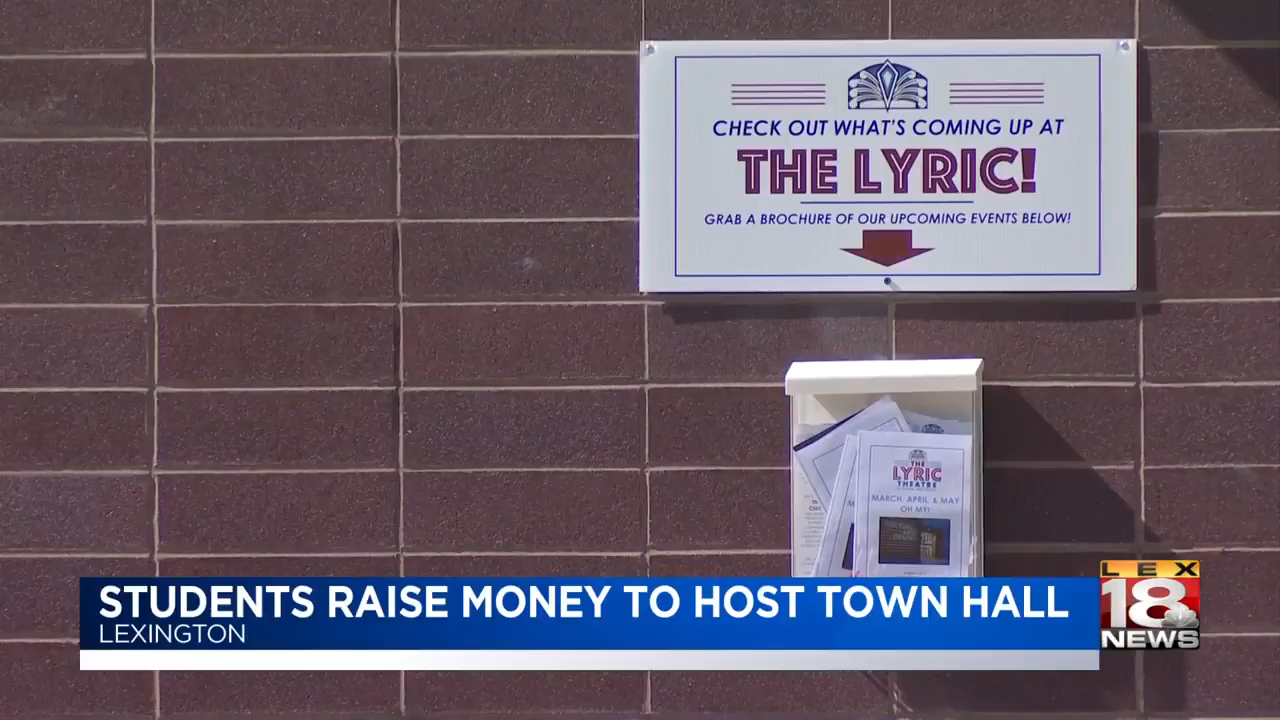 CHECK OUT WHAT'S COMING UP AT
THE LYRIC!
GRAB A BROCHURE OF OUR UPCOMING EVENTS BELOW!
THE
LYRIC
THEATRE
MARCH, APRIL, & MAY
OH MY!
STUDENTS RAISE MONEY TO HOST TOWN HALL
LEXINGTON
LEX
18
NEWS